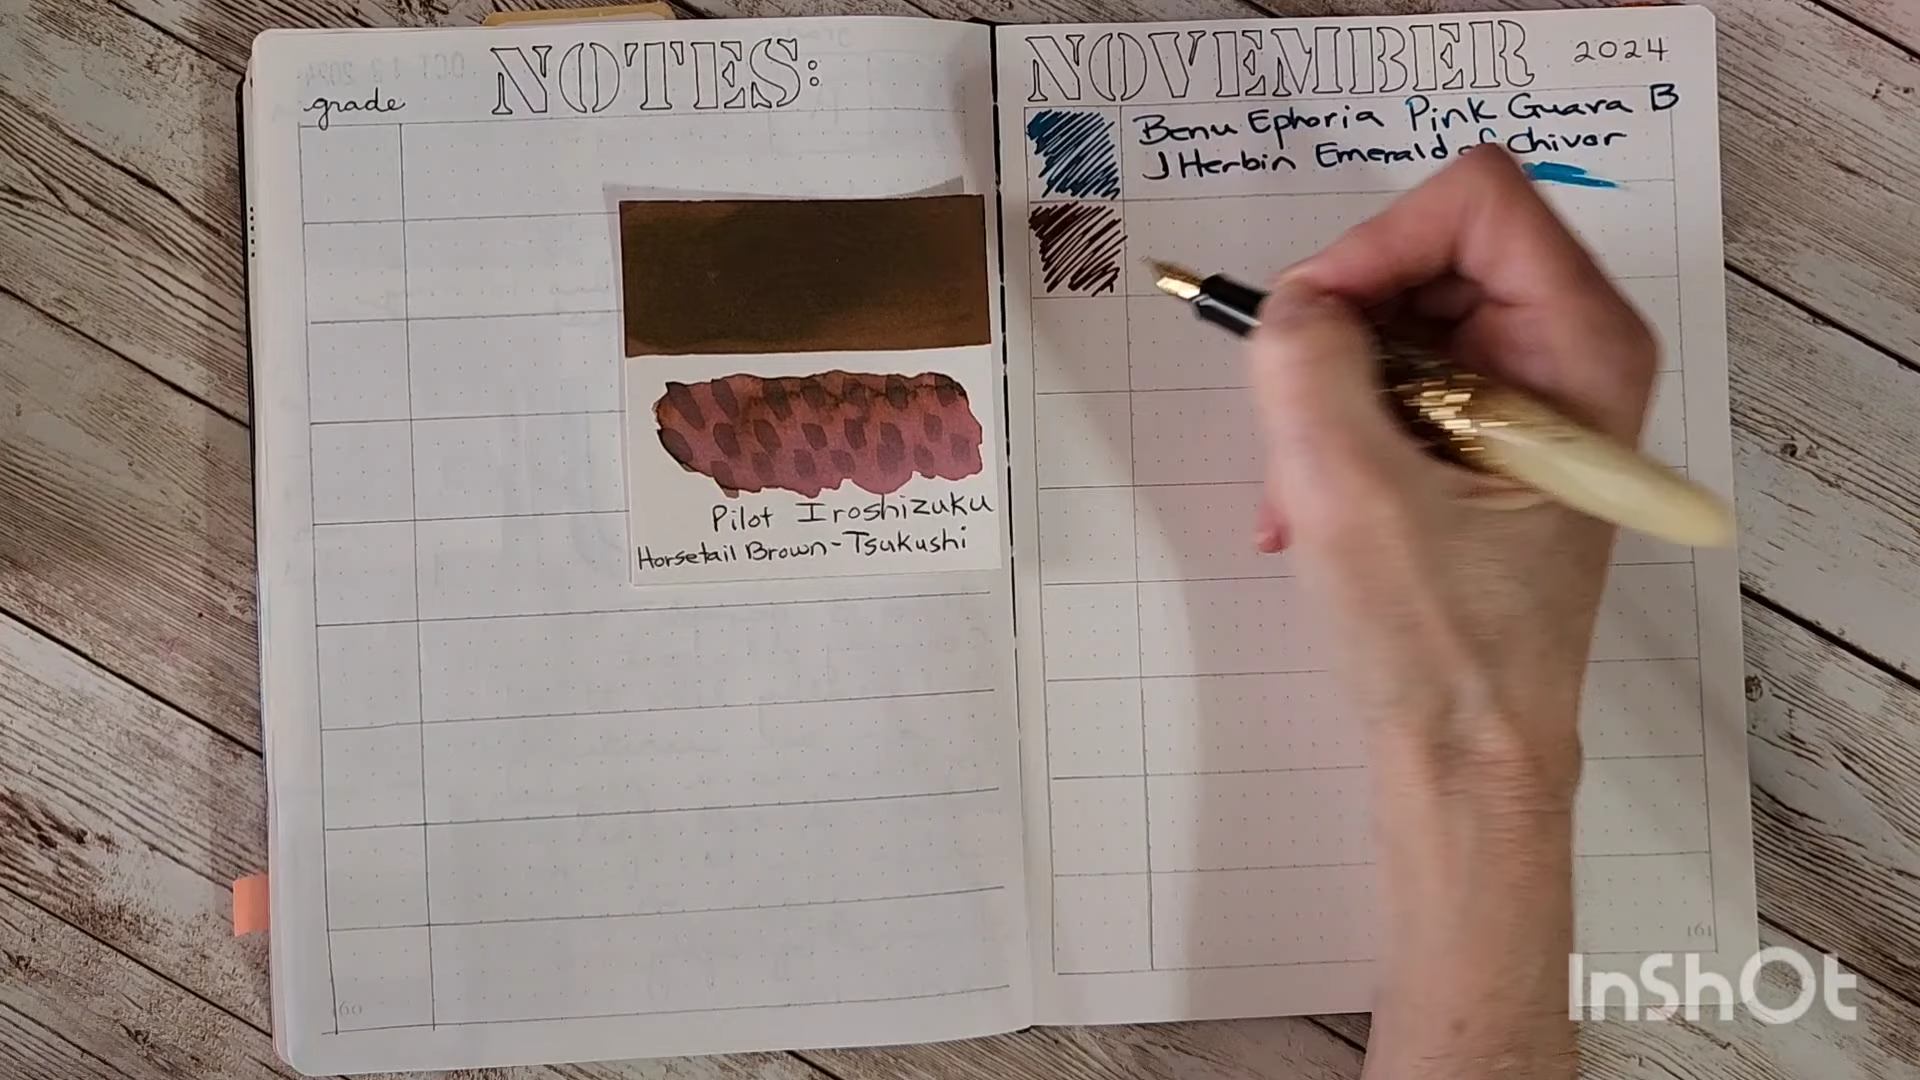 NOTES:
grade
Pilot Iroshizuku
Horsetail Brown-Tsukushi
160
NOVEMBER 2024
Benu Ephoria Pink Guava B
J Herbin Emerald of Chivor
161
InShOt